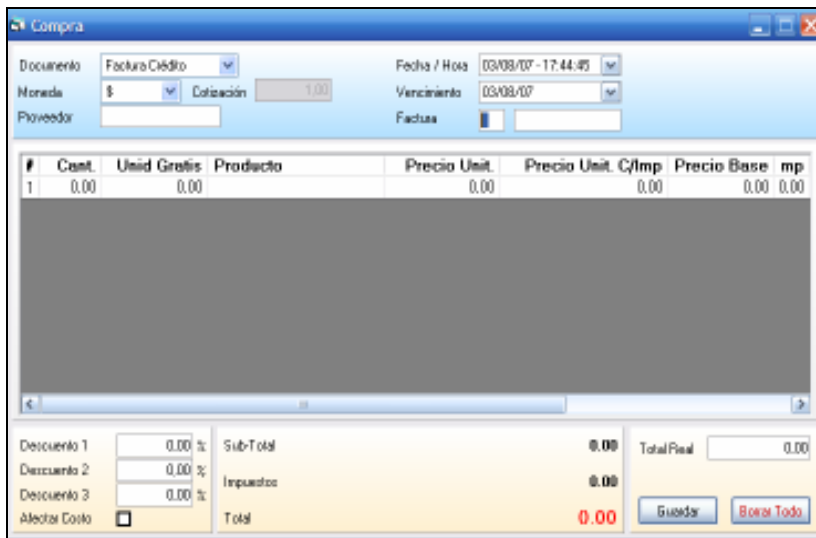 Compra
Documento Factura Crédito Fecha / Hora 03/08/07 - 17:44:45
Moneda $ Cotización 1,00 Vencimiento 03/08/07
Proveedor Factura
# Cant. Unid Gratis Producto Precio Unit. Precio Unit. C/Imp Precio Base mp
1 0.00 0.00 0.00 0.00 0.00 0.00
Descuento 1 0.00 % Sub-Total 0.00 Total Real 0.00
Descuento 2 0,00 %
Impuestos 0.00
Descuento 3 0.00 %
Afectar Costo Total 0.00 Guardar Borrar Todo